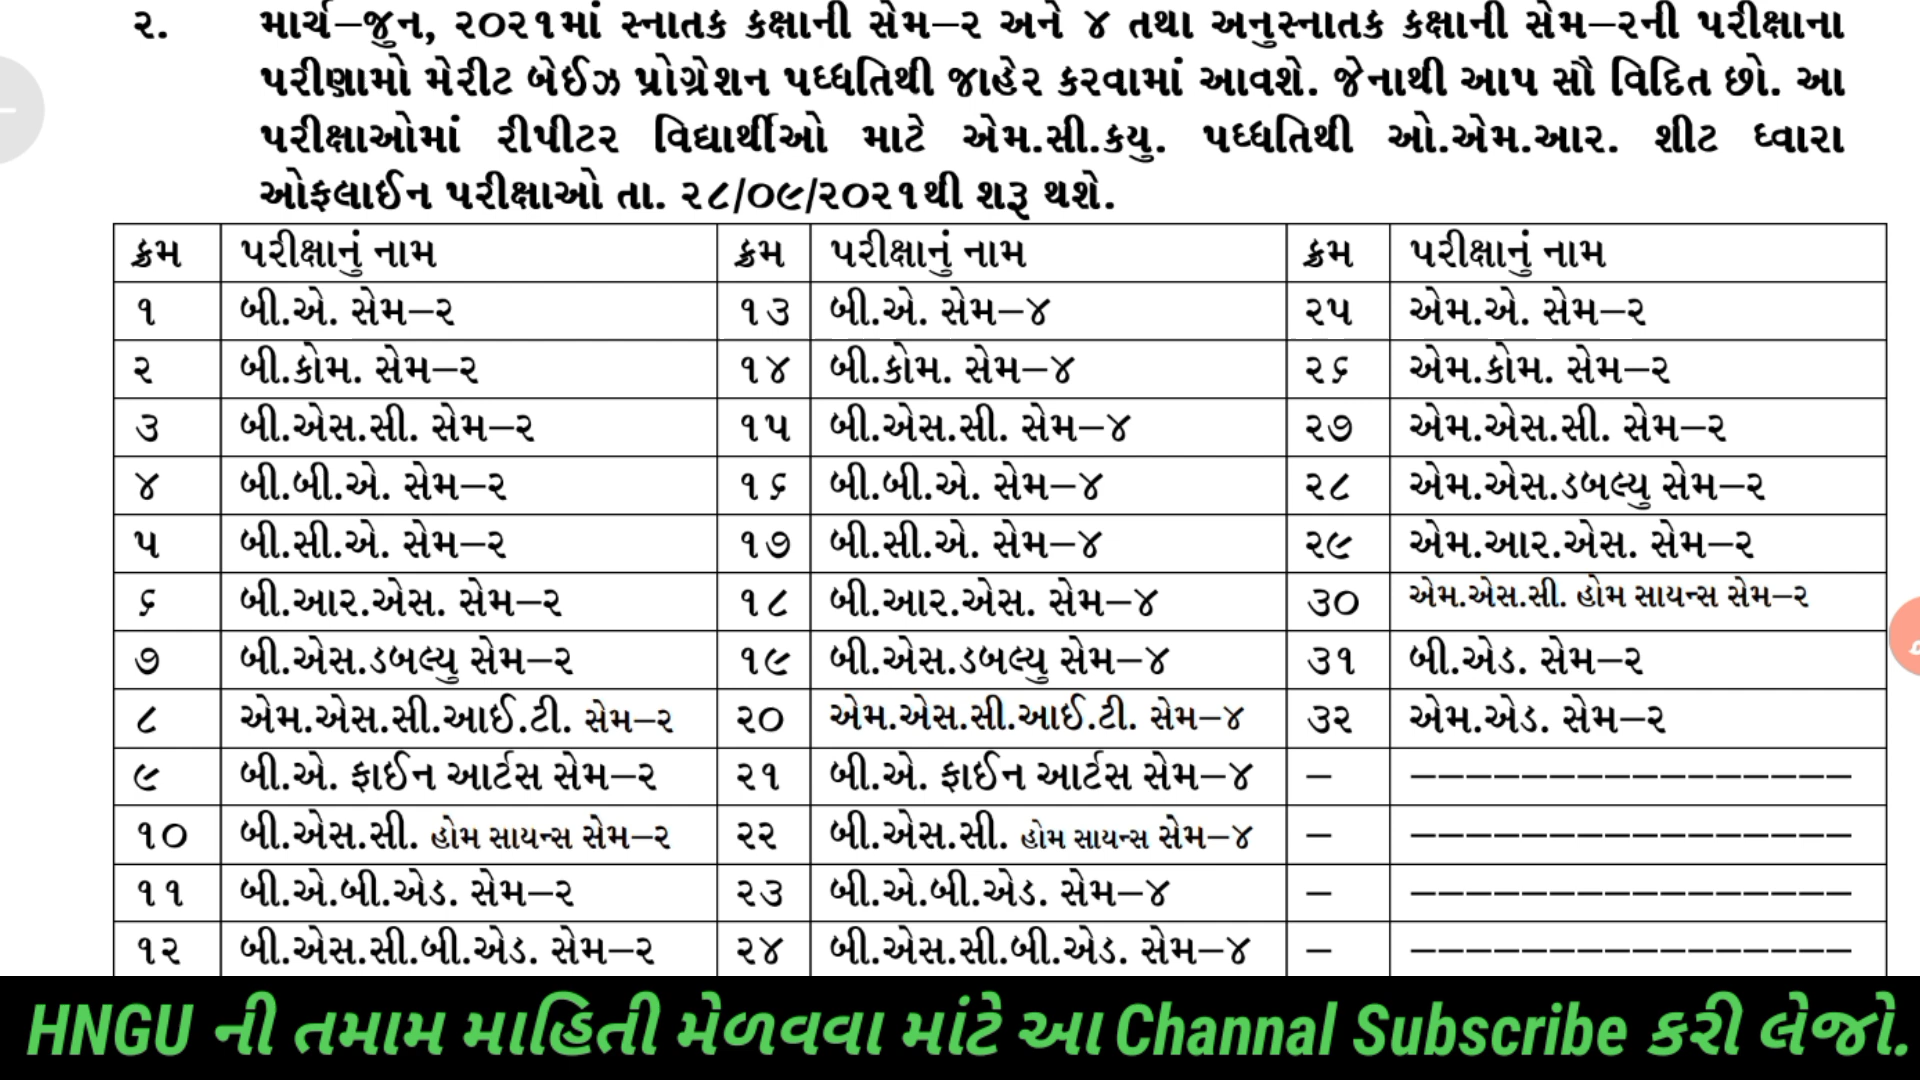 ૨. માર્ચ–જુન, ૨૦૨૧માં સ્નાતક કક્ષાની સેમ–૨ અને ૪ તથા અનુસ્નાતક કક્ષાની સેમ–૨ની પરીક્ષાના
પરીણામો મેરીટ બેઈઝ પ્રોગ્રેશન પધ્ધતિથી જાહેર કરવામાં આવશે. જેનાથી આપ સૌ વિદિત છો. આ
પરીક્ષાઓમાં રીપીટર વિદ્યાર્થીઓ માટે એમ.સી.કયુ. પધ્ધતિથી ઓ.એમ.આર. શીટ ધ્વારા
ઓફલાઈન પરીક્ષાઓ તા. ૨૮/૦૯/૨૦૨૧થી શરૂ થશે.
ક્રમ પરીક્ષાનું નામ ક્રમ પરીક્ષાનું નામ ક્રમ પરીક્ષાનું નામ
૧ બી.એ. સેમ–૨ ૧૩ બી.એ. સેમ–૪ ૨૫ એમ.એ. સેમ–૨
૨ બી.કોમ. સેમ–૨ ૧૪ બી.કોમ. સેમ–૪ ૨૬ એમ.કોમ. સેમ–૨
૩ બી.એસ.સી. સેમ–૨ ૧૫ બી.એસ.સી. સેમ–૪ ૨૭ એમ.એસ.સી. સેમ–૨
૪ બી.બી.એ. સેમ–૨ ૧૬ બી.બી.એ. સેમ–૪ ૨૮ એમ.એસ.ડબલ્યુ સેમ–૨
૫ બી.સી.એ. સેમ–૨ ૧૭ બી.સી.એ. સેમ–૪ ૨૯ એમ.આર.એસ. સેમ–૨
૬ બી.આર.એસ. સેમ–૨ ૧૮ બી.આર.એસ. સેમ–૪ ૩૦ એમ.એસ.સી. હોમ સાયન્સ સેમ–૨
૭ બી.એસ.ડબલ્યુ સેમ–૨ ૧૯ બી.એસ.ડબલ્યુ સેમ–૪ ૩૧ બી.એડ. સેમ–૨
૮ એમ.એસ.સી.આઈ.ટી. સેમ–૨ ૨૦ એમ.એસ.સી.આઈ.ટી. સેમ–૪ ૩૨ એમ.એડ. સેમ–૨
૯ બી.એ. ફાઈન આર્ટસ સેમ–૨ ૨૧ બી.એ. ફાઈન આર્ટસ સેમ–૪ – ––––––––––––––––
૧૦ બી.એસ.સી. હોમ સાયન્સ સેમ–૨ ૨૨ બી.એસ.સી. હોમ સાયન્સ સેમ–૪ – ––––––––––––––––
૧૧ બી.એ.બી.એડ. સેમ–૨ ૨૩ બી.એ.બી.એડ. સેમ–૪ – ––––––––––––––––
૧૨ બી.એસ.સી.બી.એડ. સેમ–૨ ૨૪ બી.એસ.સી.બી.એડ. સેમ–૪ – ––––––––––––––––
HNGU ની તમામ માહિતી મેળવવા માંટે આ Channal Subscribe કરી લેજો.